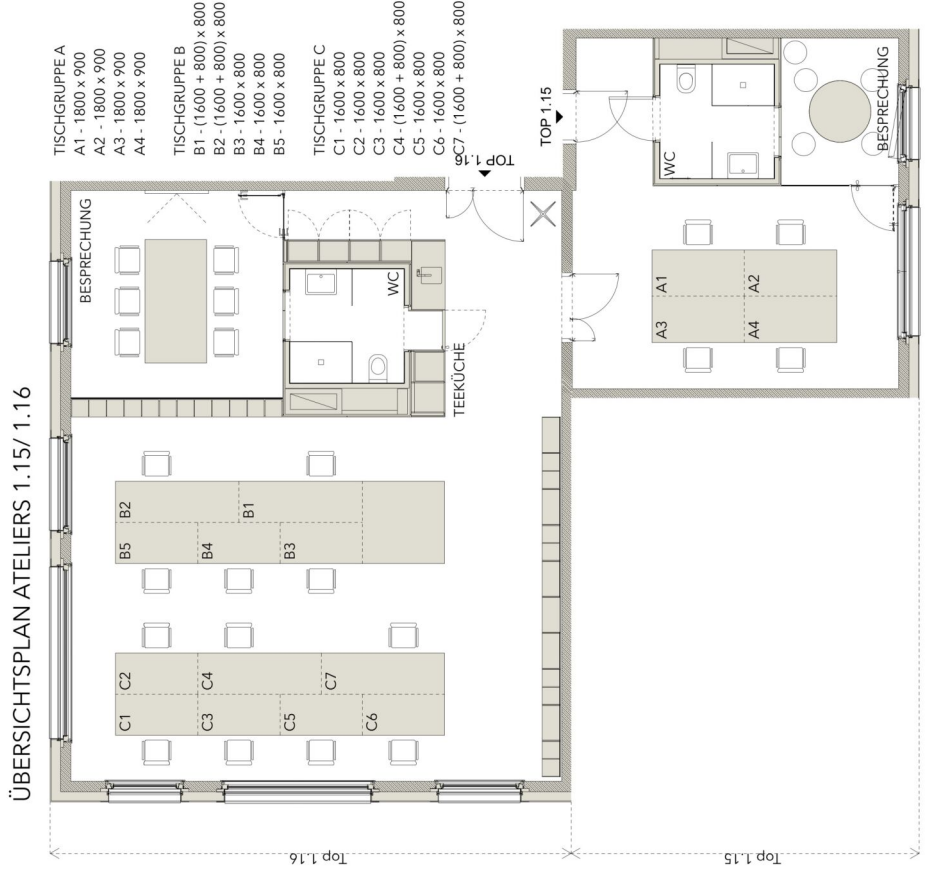 ÜBERSICHTSPLAN ATELIERS 1.15/ 1.16
TISCHGRUPPE A
A1 - 1800 x 900
A2 - 1800 x 900
A3 - 1800 x 900
A4 - 1800 x 900
TISCHGRUPPE B
B1 - (1600 + 800) x 800
B2 - (1600 + 800) x 800
B3 - 1600 x 800
B4 - 1600 x 800
B5 - 1600 x 800
TISCHGRUPPE C
C1 - 1600 x 800
C2 - 1600 x 800
C3 - 1600 x 800
C4 - (1600 + 800) x 800
C5 - 1600 x 800
C6 - 1600 x 800
C7 - (1600 + 800) x 800
BESPRECHUNG
WC
TEEKÜCHE
TOP 1.16
TOP 1.15
WC
BESPRECHUNG
B2
B1
B5
B4
B3
C2
C4
C7
C1
C3
C5
C6
A1
A2
A3
A4
Top 1.16
Top 1.15